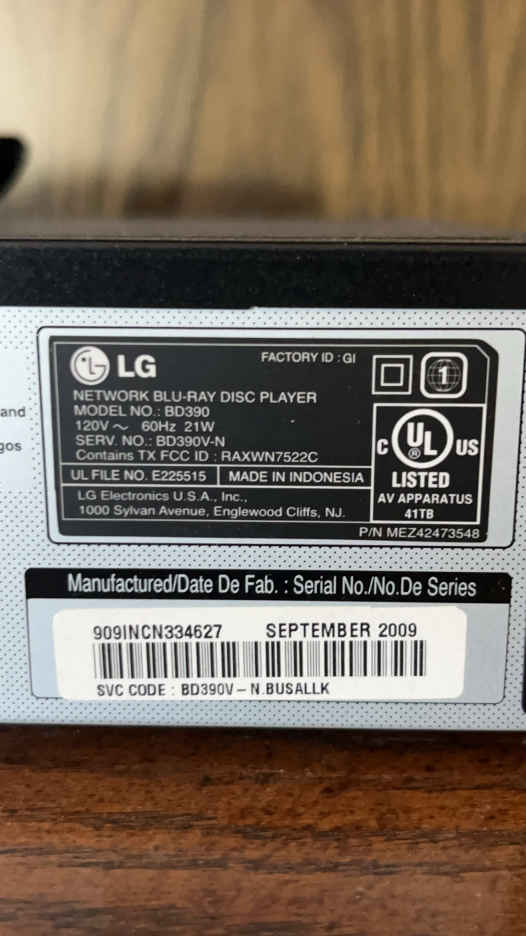 and
gos
LG
FACTORY ID : GI
NETWORK BLU-RAY DISC PLAYER
MODEL NO.: BD390
120V ~ 60Hz 21W
SERV. NO.: BD390V-N
Contains TX FCC ID : RAXWN7522C
UL FILE NO. E225515 MADE IN INDONESIA
LG Electronics U.S.A., Inc.,
1000 Sylvan Avenue, Englewood Cliffs, NJ.
1
C UL US
®
LISTED
AV APPARATUS
41TB
P/N MEZ42473548
Manufactured/Date De Fab. : Serial No./No.De Series
909INCN334627 SEPTEMBER 2009
SVC CODE : BD390V-N.BUSALLK